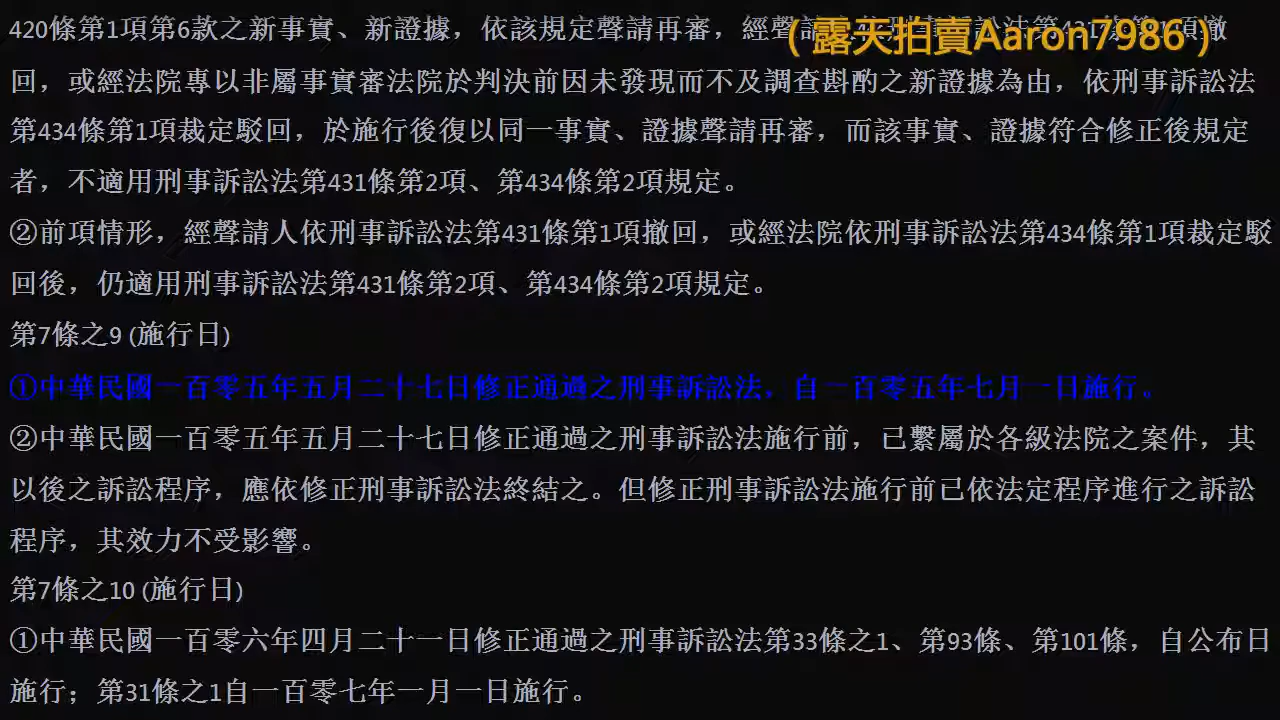 420條第1項第6款之新事實、新證據，依該規定聲請再審，經聲請
（露天拍賣Aaron7986）
回，或經法院專以非屬事實審法院於判決前因未發現而不及調查斟酌之新證據為由，依刑事訴訟法
第434條第1項裁定駁回，於施行後復以同一事實、證據聲請再審，而該事實、證據符合修正後規定
者，不適用刑事訴訟法第431條第2項、第434條第2項規定。
②前項情形，經聲請人依刑事訴訟法第431條第1項撤回，或經法院依刑事訴訟法第434條第1項裁定駁
回後，仍適用刑事訴訟法第431條第2項、第434條第2項規定。
第7條之9 (施行日)
①中華民國一百零五年五月二十七日修正通過之刑事訴訟法，自一百零五年七月一日施行。
②中華民國一百零五年五月二十七日修正通過之刑事訴訟法施行前，已繫屬於各級法院之案件，其
以後之訴訟程序，應依修正刑事訴訟法終結之。但修正刑事訴訟法施行前已依法定程序進行之訴訟
程序，其效力不受影響。
第7條之10 (施行日)
①中華民國一百零六年四月二十一日修正通過之刑事訴訟法第33條之1、第93條、第101條，自公布日
施行；第31條之1自一百零七年一月一日施行。